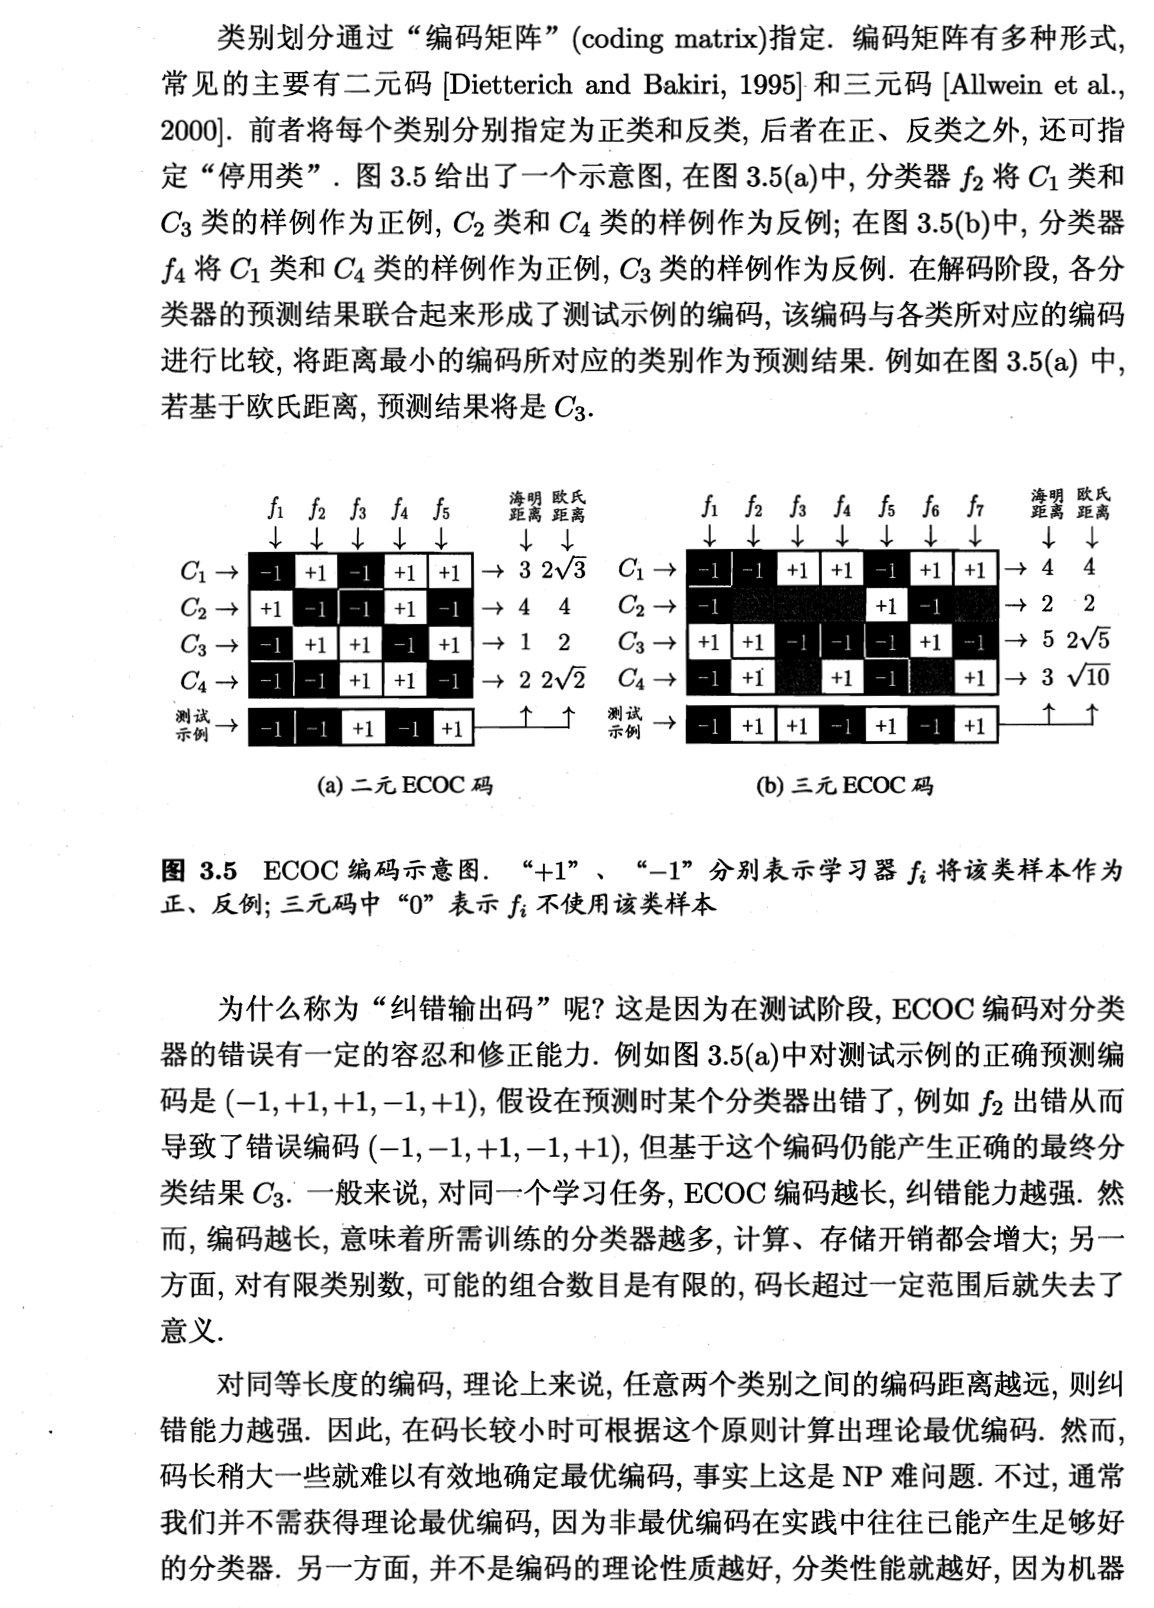 类别划分通过“编码矩阵”(coding matrix)指定. 编码矩阵有多种形式,
常见的主要有二元码 [Dietterich and Bakiri, 1995] 和三元码 [Allwein et al.,
2000]. 前者将每个类别分别指定为正类和反类, 后者在正、反类之外, 还可指
定“停用类”. 图 3.5 给出了一个示意图, 在图 3.5(a)中, 分类器 f₂ 将 C₁ 类和
C₃ 类的样例作为正例, C₂ 类和 C₄ 类的样例作为反例; 在图 3.5(b)中, 分类器
f₄ 将 C₁ 类和 C₄ 类的样例作为正例, C₃ 类的样例作为反例. 在解码阶段, 各分
类器的预测结果联合起来形成了测试示例的编码, 该编码与各类所对应的编码
进行比较, 将距离最小的编码所对应的类别作为预测结果. 例如在图 3.5(a) 中,
若基于欧氏距离, 预测结果将是 C₃.
f₁ f₂ f₃ f₄ f₅ 海明距离 欧氏距离
↓ ↓ ↓ ↓ ↓ ↓ ↓
C₁ → -1 +1 -1 +1 +1 → 3 2√3
C₂ → +1 -1 -1 +1 -1 → 4 4
C₃ → -1 +1 +1 -1 +1 → 1 2
C₄ → -1 -1 +1 +1 -1 → 2 2√2
测试示例 → -1 -1 +1 -1 +1
(a) 二元 ECOC 码
f₁ f₂ f₃ f₄ f₅ f₆ f₇ 海明距离 欧氏距离
↓ ↓ ↓ ↓ ↓ ↓ ↓ ↓ ↓
C₁ → -1 -1 +1 +1 -1 +1 +1 → 4 4
C₂ → -1 +1 -1 → 2 2
C₃ → +1 +1 -1 -1 -1 +1 -1 → 5 2√5
C₄ → -1 +1 +1 -1 +1 → 3 √10
测试示例 → -1 +1 +1 -1 +1 -1 +1
(b) 三元 ECOC 码
图 3.5 ECOC 编码示意图. “+1”、“−1”分别表示学习器 fᵢ 将该类样本作为
正、反例; 三元码中“0”表示 fᵢ 不使用该类样本
为什么称为“纠错输出码”呢? 这是因为在测试阶段, ECOC 编码对分类
器的错误有一定的容忍和修正能力. 例如图 3.5(a)中对测试示例的正确预测编
码是 (−1, +1, +1, −1, +1), 假设在预测时某个分类器出错了, 例如 f₂ 出错从而
导致了错误编码 (−1, −1, +1, −1, +1), 但基于这个编码仍能产生正确的最终分
类结果 C₃. 一般来说, 对同一个学习任务, ECOC 编码越长, 纠错能力越强. 然
而, 编码越长, 意味着所需训练的分类器越多, 计算、存储开销都会增大; 另一
方面, 对有限类别数, 可能的组合数目是有限的, 码长超过一定范围后就失去了
意义.
对同等长度的编码, 理论上来说, 任意两个类别之间的编码距离越远, 则纠
错能力越强. 因此, 在码长较小时可根据这个原则计算出理论最优编码. 然而,
码长稍大一些就难以有效地确定最优编码, 事实上这是 NP 难问题. 不过, 通常
我们并不需获得理论最优编码, 因为非最优编码在实践中往往已能产生足够好
的分类器. 另一方面, 并不是编码的理论性质越好, 分类性能就越好, 因为机器